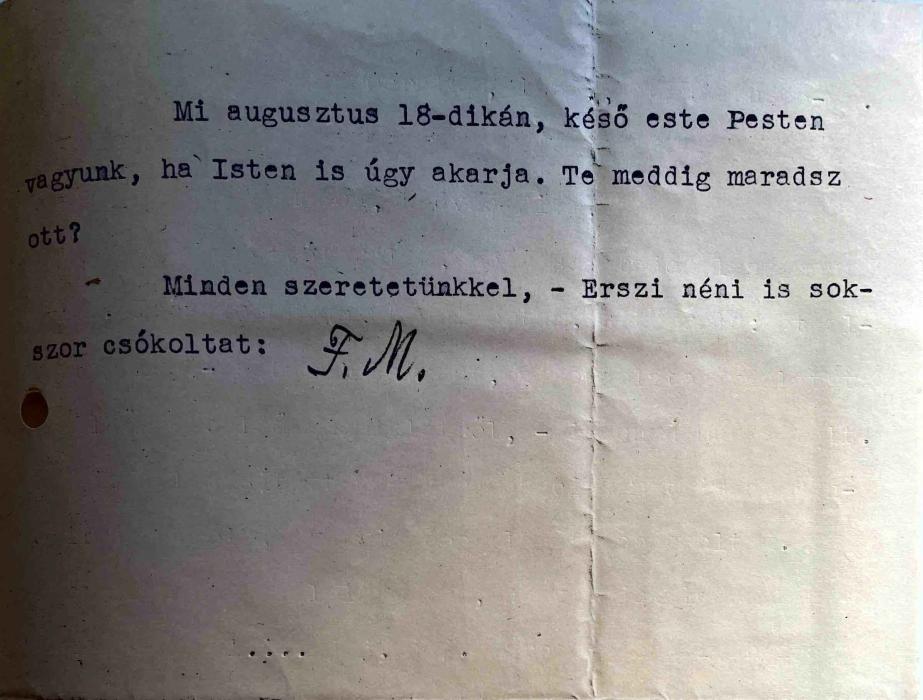 Mi augusztus 18-dikán, késő este Pesten
vagyunk, ha Isten is úgy akarja. Te meddig maradsz
ott?
Minden szeretetünkkel, - Erszi néni is sok-
szor csókoltat: F. M.